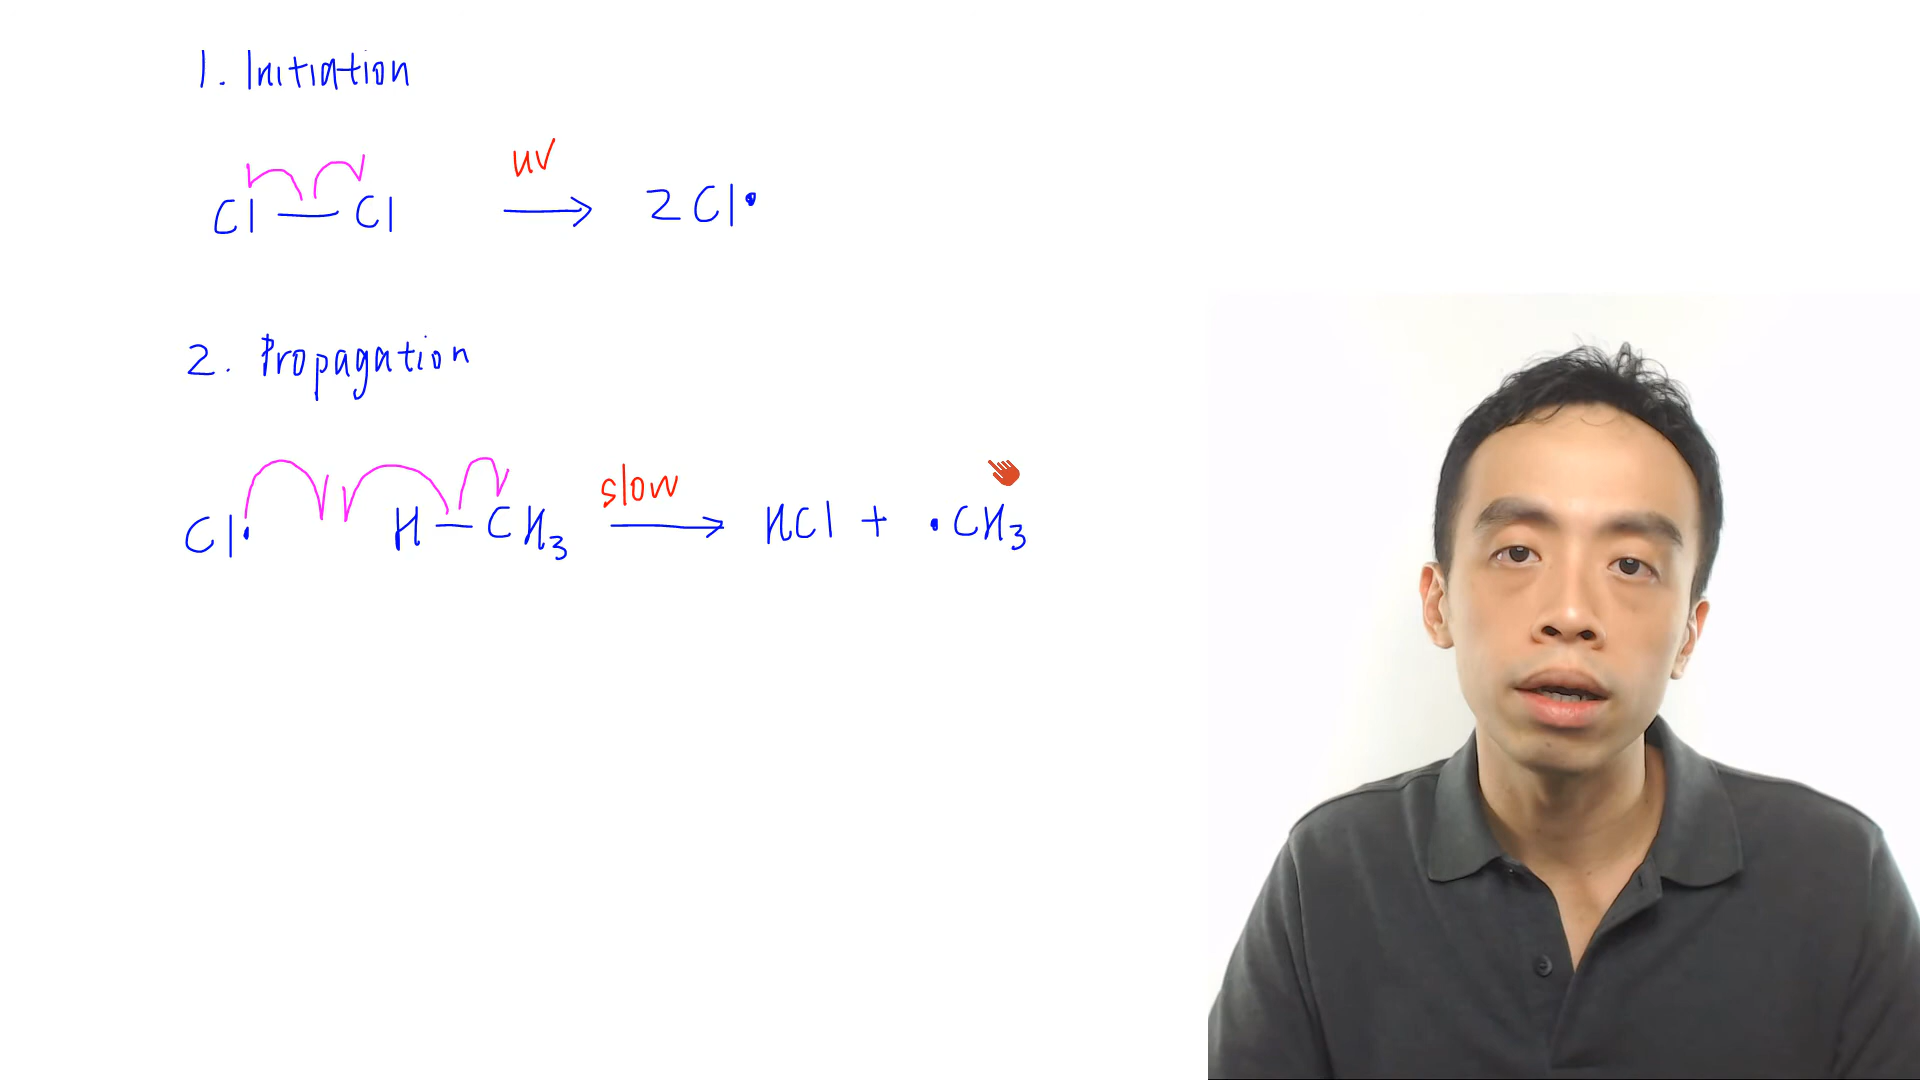 1. Initiation
uv
Cl — Cl → 2Cl•
2. Propagation
slow
Cl• H — CH₃ → HCl + •CH₃